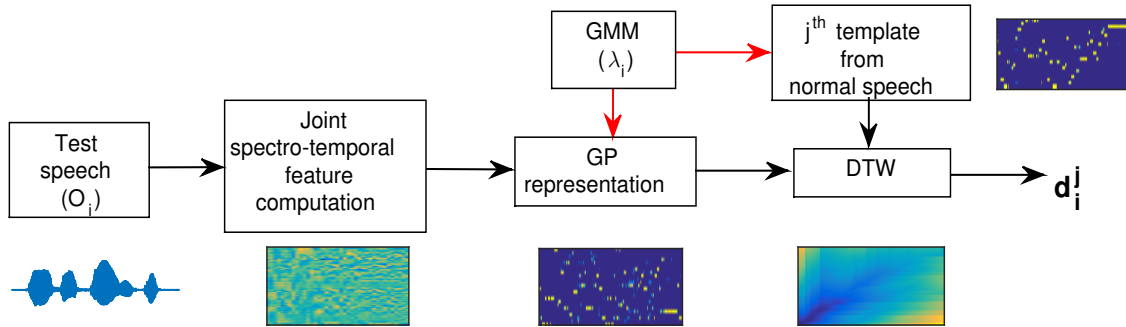 Test
speech
(O_i)
Joint
spectro-temporal
feature
computation
GMM
(λ_i)
GP
representation
j^th template
from
normal speech
DTW
d_i^j